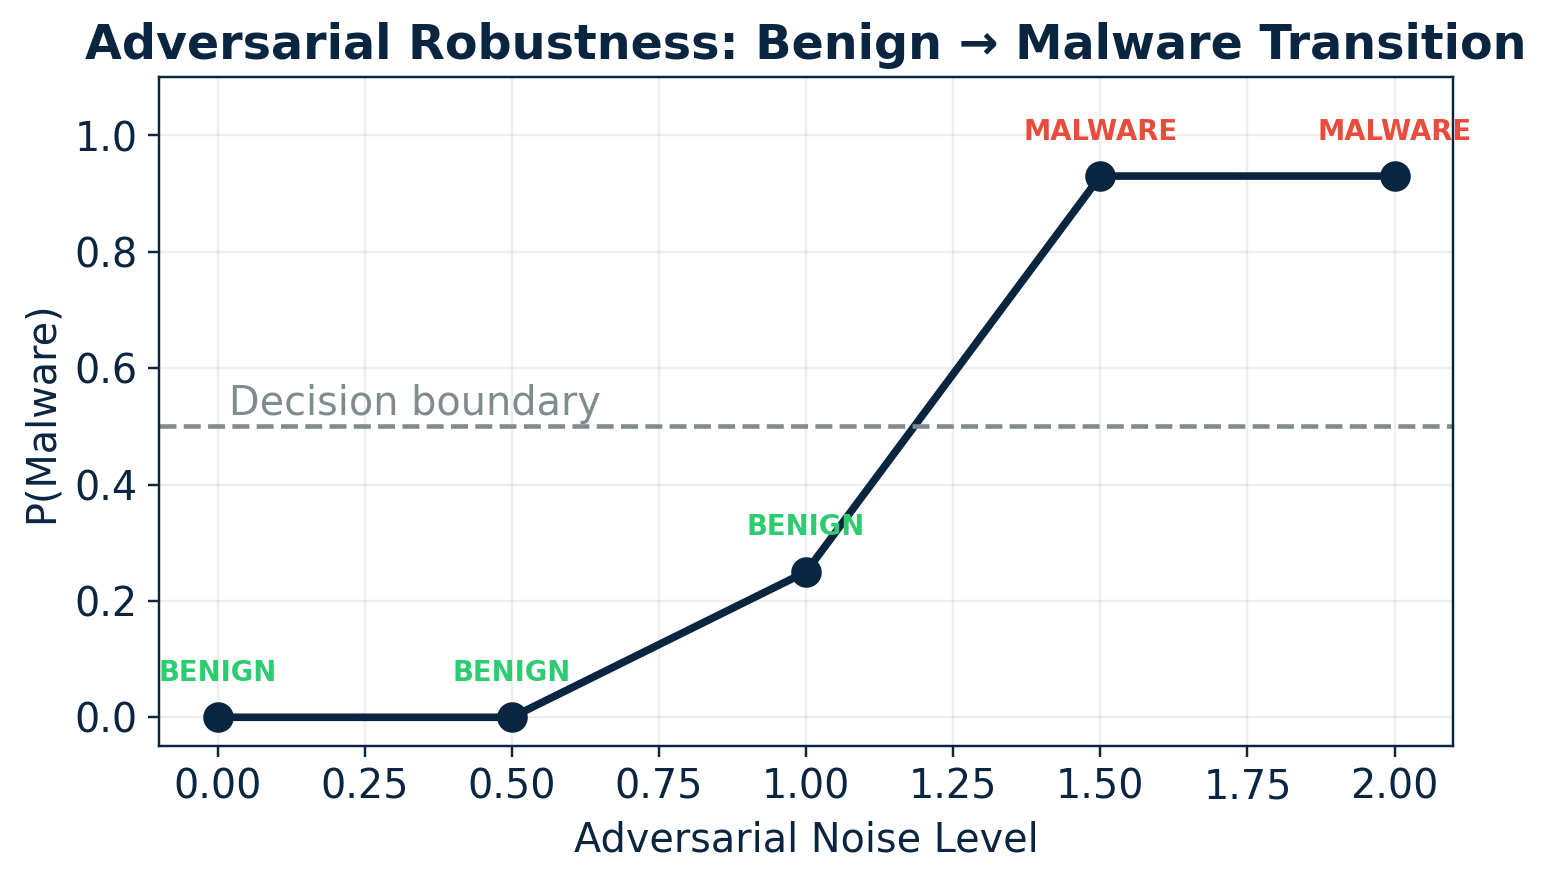 Adversarial Robustness: Benign → Malware Transition
1.0
0.8
0.6
0.4
0.2
0.0
P(Malware)
MALWARE MALWARE
Decision boundary
BENIGN
BENIGN BENIGN
0.00 0.25 0.50 0.75 1.00 1.25 1.50 1.75 2.00
Adversarial Noise Level